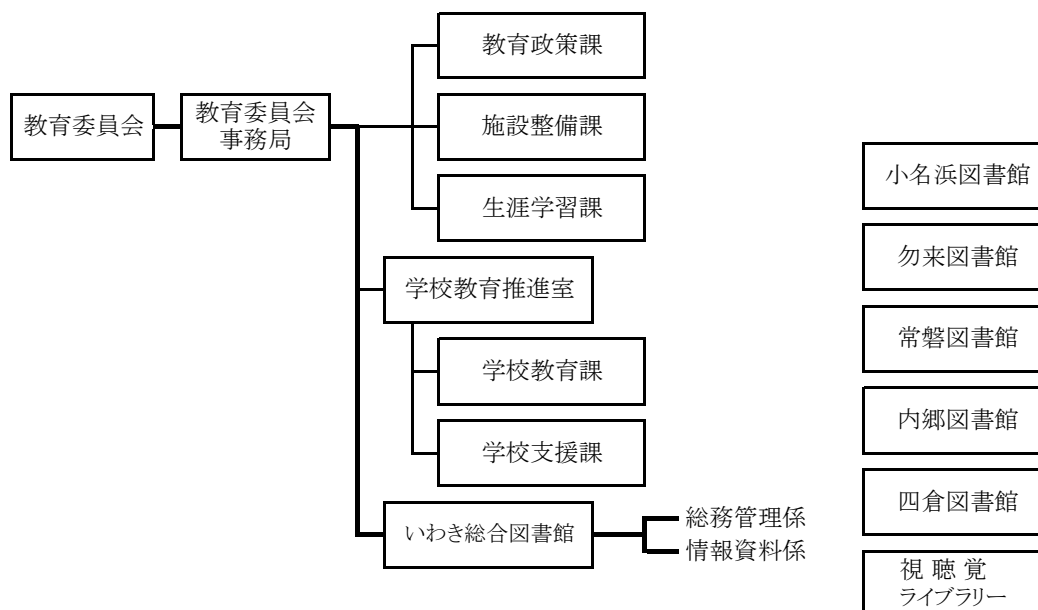 教育政策課
教育委員会
教育委員会
事務局
施設整備課
生涯学習課
学校教育推進室
学校教育課
学校支援課
いわき総合図書館
総務管理係
情報資料係
小名浜図書館
勿来図書館
常磐図書館
内郷図書館
四倉図書館
視 聴 覚
ライブラリー